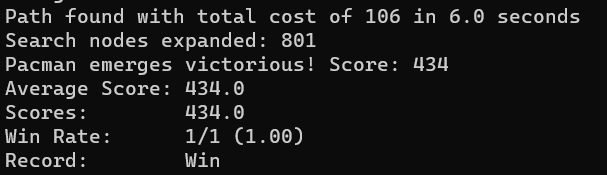 Path found with total cost of 106 in 6.0 seconds
Search nodes expanded: 801
Pacman emerges victorious! Score: 434
Average Score: 434.0
Scores:        434.0
Win Rate:      1/1 (1.00)
Record:        Win